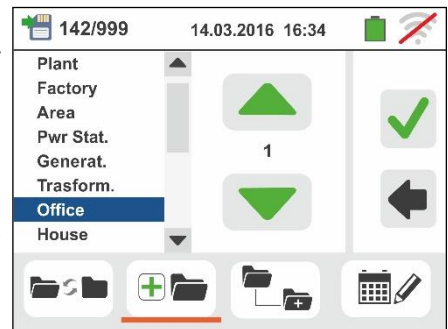 142/999 14.03.2016 16:34
Plant
Factory
Area
Pwr Stat.
Generat.
Trasform.
Office
House
1